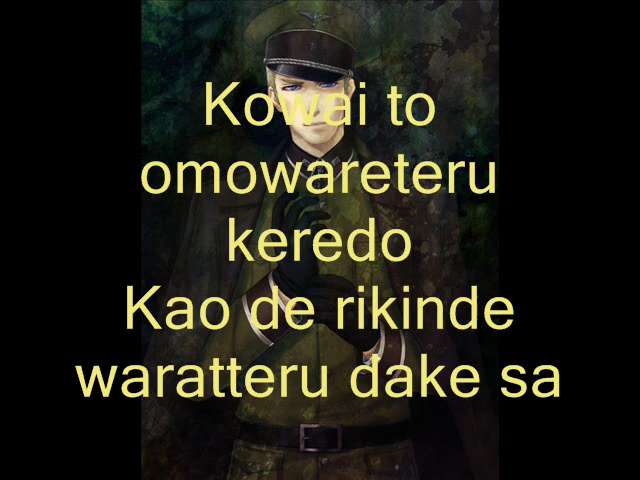 Kowai to
omowareteru
keredo
Kao de rikinde
waratteru dake sa